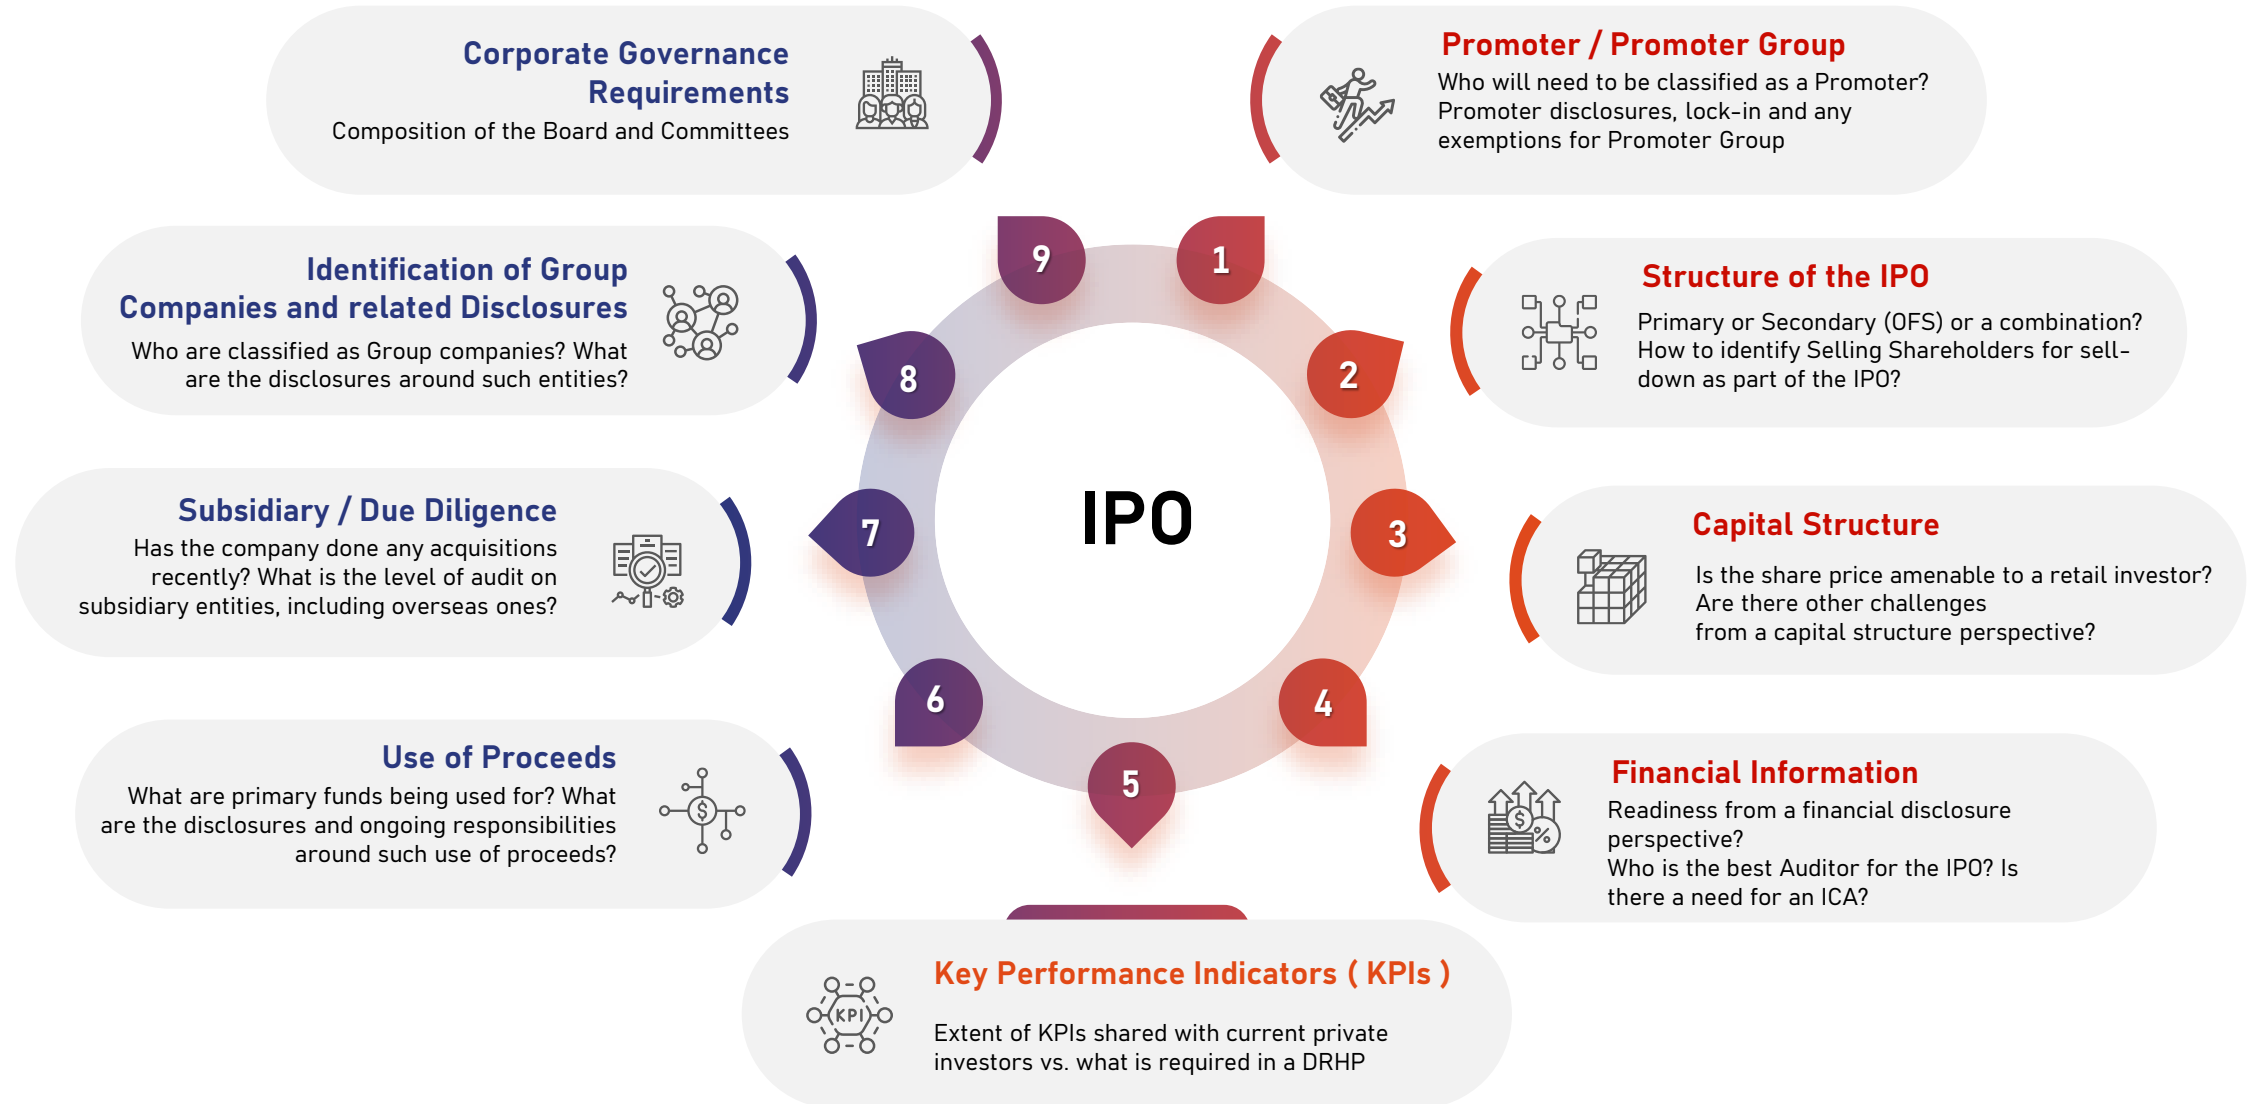 Promoter / Promoter Group
Who will need to be classified as a Promoter?
Promoter disclosures, lock-in and any
exemptions for Promoter Group
1
Structure of the IPO
Primary or Secondary (OFS) or a combination?
How to identify Selling Shareholders for sell-
down as part of the IPO?
2
Capital Structure
Is the share price amenable to a retail investor?
Are there other challenges
from a capital structure perspective?
3
Financial Information
Readiness from a financial disclosure
perspective?
Who is the best Auditor for the IPO? Is
there a need for an ICA?
4
Key Performance Indicators ( KPIs )
Extent of KPIs shared with current private
investors vs. what is required in a DRHP
KPI
5
Use of Proceeds
What are primary funds being used for? What
are the disclosures and ongoing responsibilities
around such use of proceeds?
6
Subsidiary / Due Diligence
Has the company done any acquisitions
recently? What is the level of audit on
subsidiary entities, including overseas ones?
7
Identification of Group
Companies and related Disclosures
Who are classified as Group companies? What
are the disclosures around such entities?
8
Corporate Governance
Requirements
Composition of the Board and Committees
9
IPO